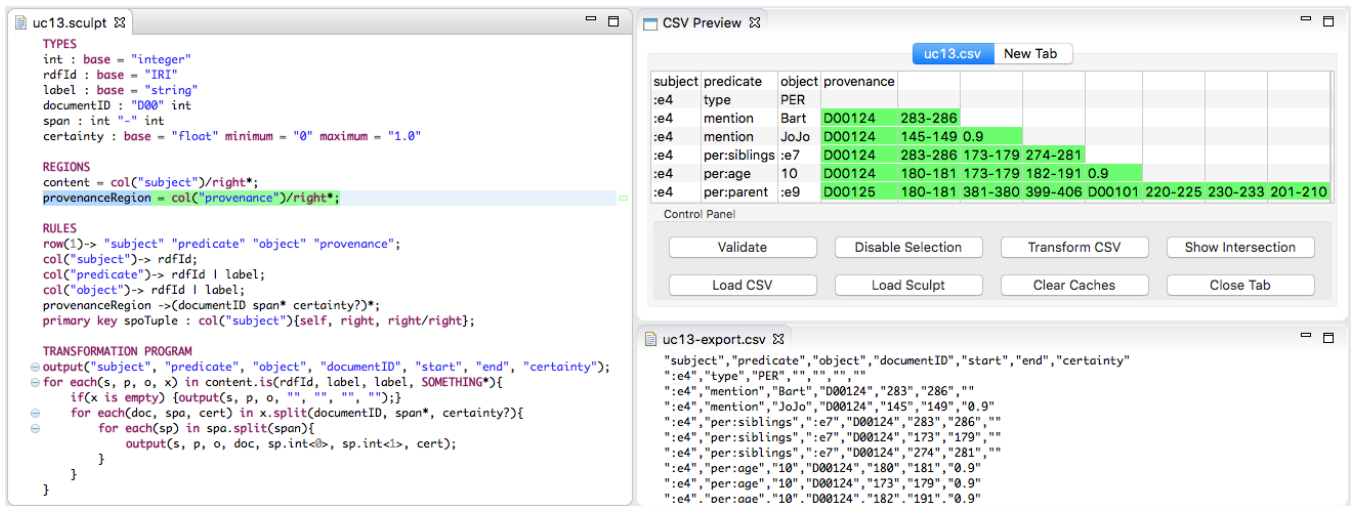 uc13.sculpt
TYPES
int : base = "integer"
rdfId : base = "IRI"
label : base = "string"
documentID : "D00" int
span : int "-" int
certainty : base = "float" minimum = "0" maximum = "1.0"
REGIONS
content = col("subject")/right*;
provenanceRegion = col("provenance")/right*;
RULES
row(1)-> "subject" "predicate" "object" "provenance";
col("subject")-> rdfId;
col("predicate")-> rdfId | label;
col("object")-> rdfId | label;
provenanceRegion ->(documentID span* certainty?)*;
primary key spoTuple : col("subject"){self, right, right/right};
TRANSFORMATION PROGRAM
output("subject", "predicate", "object", "documentID", "start", "end", "certainty");
for each(s, p, o, x) in content.is(rdfId, label, label, SOMETHING*){
if(x is empty) {output(s, p, o, "", "", "", "");}
for each(doc, spa, cert) in x.split(documentID, span*, certainty?){
for each(sp) in spa.split(span){
output(s, p, o, doc, sp.int<0>, sp.int<1>, cert);
}
}
}
CSV Preview
uc13.csv New Tab
subject predicate object provenance
:e4 type PER
:e4 mention Bart D00124 283-286
:e4 mention JoJo D00124 145-149 0.9
:e4 per:siblings :e7 D00124 283-286 173-179 274-281
:e4 per:age 10 D00124 180-181 173-179 182-191 0.9
:e4 per:parent :e9 D00125 180-181 381-380 399-406 D00101 220-225 230-233 201-210
Control Panel
Validate Disable Selection Transform CSV Show Intersection
Load CSV Load Sculpt Clear Caches Close Tab
uc13-export.csv
"subject","predicate","object","documentID","start","end","certainty"
":e4","type","PER","","","",""
":e4","mention","Bart","D00124","283","286",""
":e4","mention","JoJo","D00124","145","149","0.9"
":e4","per:siblings",":e7","D00124","283","286",""
":e4","per:siblings",":e7","D00124","173","179",""
":e4","per:siblings",":e7","D00124","274","281",""
":e4","per:age","10","D00124","180","181","0.9"
":e4","per:age","10","D00124","173","179","0.9"
":e4","per:age","10","D00124","182","191","0.9"